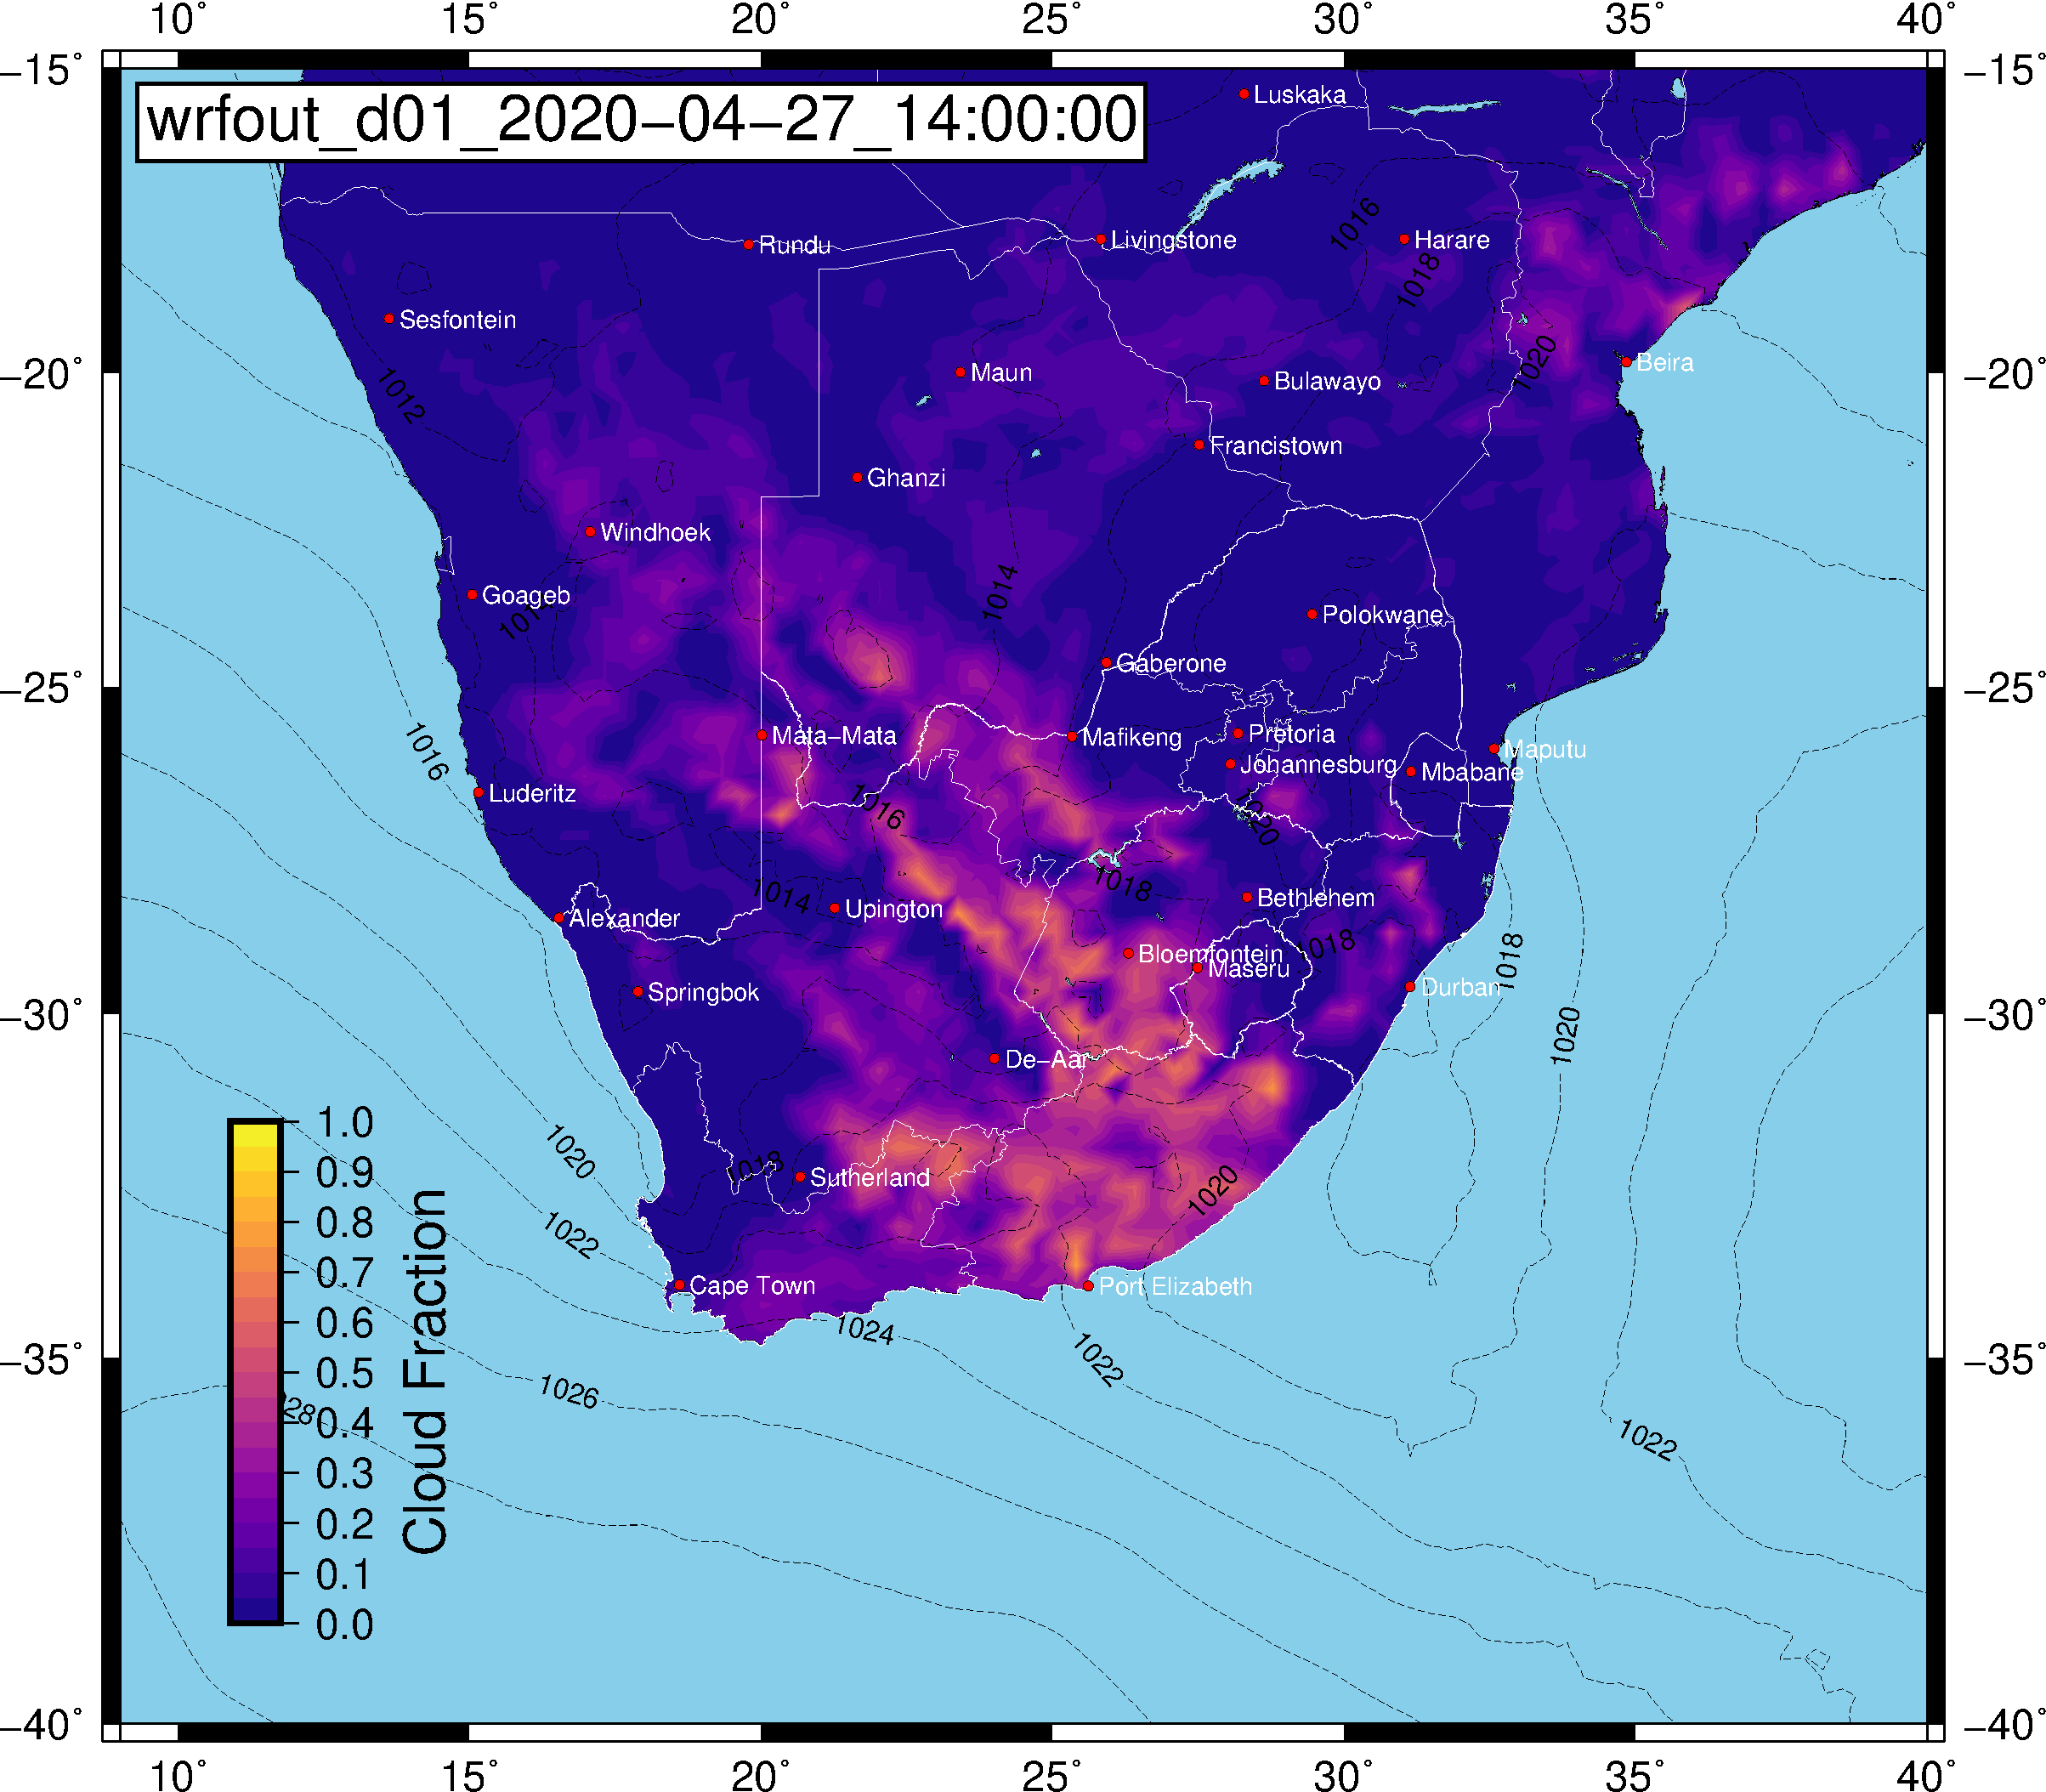 10° 15° 20° 25° 30° 35° 40°
−15° −15°
wrfout_d01_2020−04−27_14:00:00
Luskaka
1016
Rundu
Livingstone
Harare
1018
Sesfontein
1020
−20° −20°
Maun
Beira
1012
Bulawayo
Francistown
Ghanzi
Windhoek
1014
Goageb
1014
Polokwane
Gaberone
−25° −25°
Mata−Mata
Mafikeng
Pretoria
Maputu
1016
Johannesburg
Mbabane
Luderitz
1016
1020
1014
1018
Bethlehem
Upington
Alexander
1018
1018
Bloemfontein
Maseru
Springbok
Durban
−30° −30°
1020
De−Aar
1.0
1020
1018
Sutherland
1020
0.9
0.8
1022
0.7
Cape Town
Port Elizabeth
0.6
1024
1022
−35° −35°
0.5
1026
28
0.4
1022
0.3
0.2
0.1
0.0
Cloud Fraction
−40° −40°
10° 15° 20° 25° 30° 35° 40°